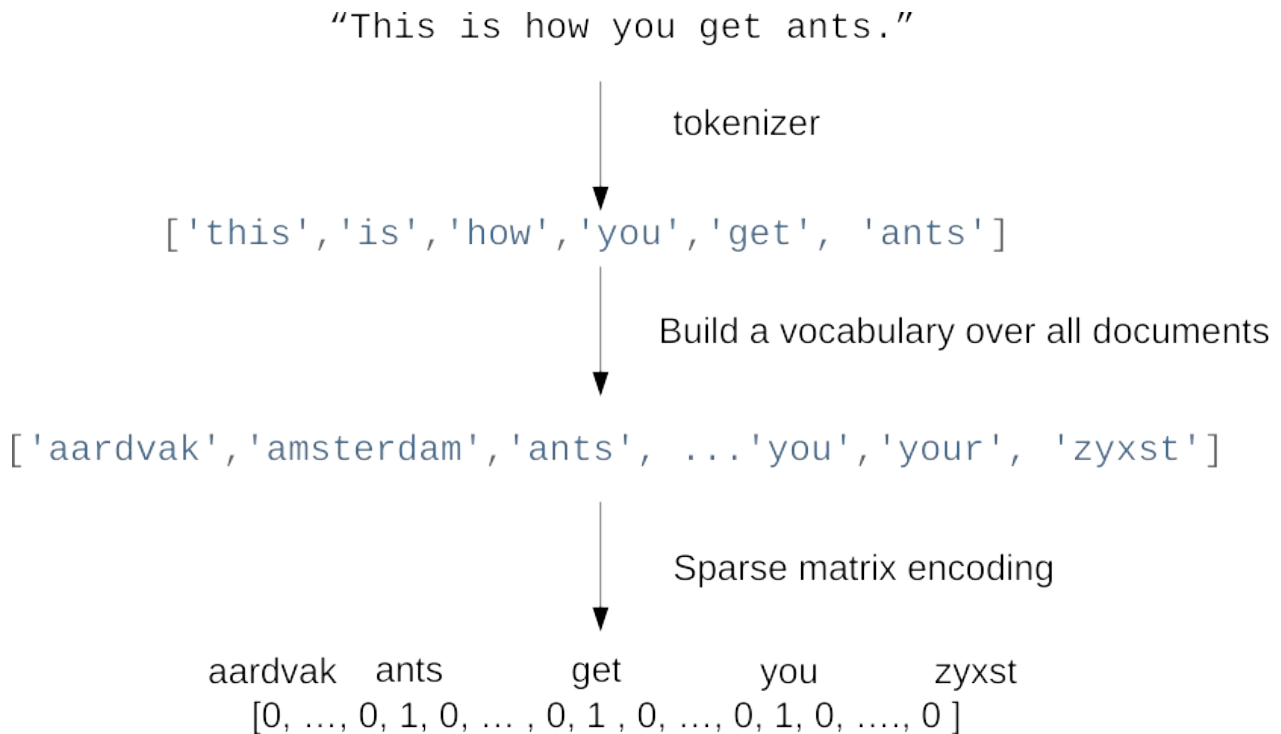 “This is how you get ants.”
tokenizer
['this','is','how','you','get', 'ants']
Build a vocabulary over all documents
['aardvak','amsterdam','ants', ...'you','your', 'zyxst']
Sparse matrix encoding
aardvak ants get you zyxst
[0, …, 0, 1, 0, … , 0, 1 , 0, …, 0, 1, 0, …., 0 ]